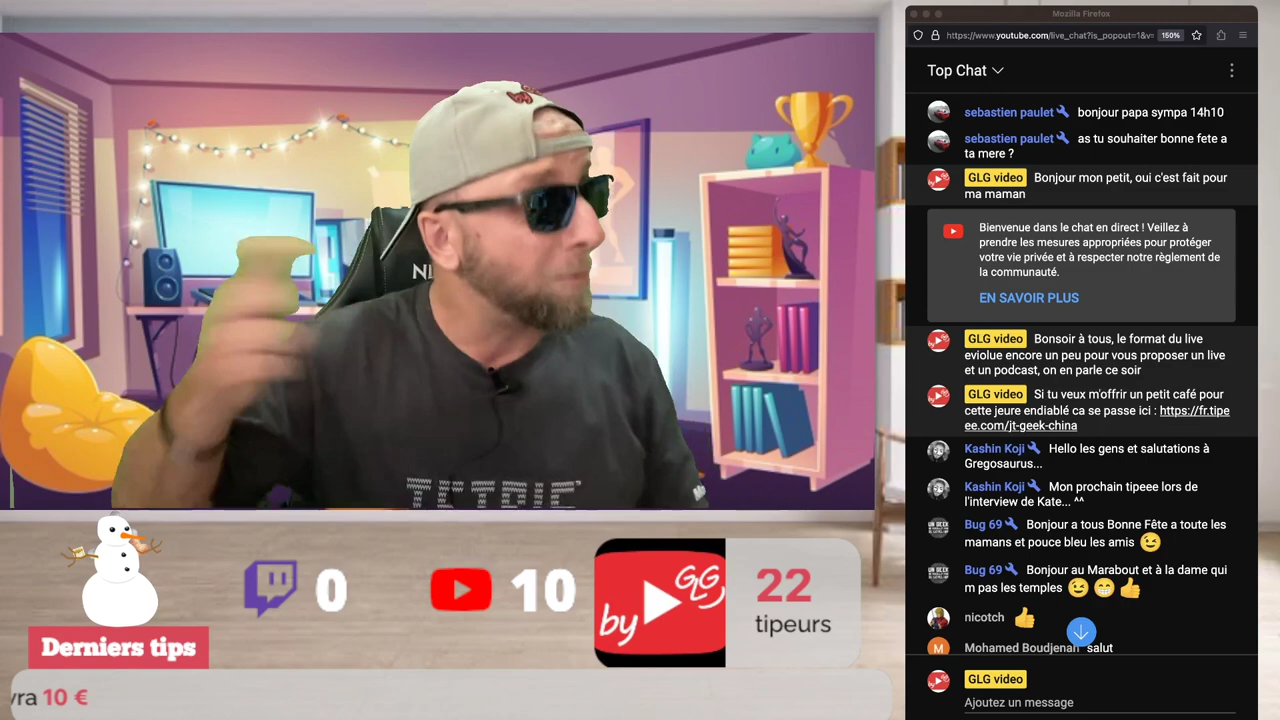 Mozilla Firefox
https://www.youtube.com/live_chat?is_popout=1&v=
150%
Top Chat
sebastien paulet bonjour papa sympa 14h10
sebastien paulet as tu souhaiter bonne fete a
ta mere ?
GLG video Bonjour mon petit, oui c'est fait pour
ma maman
Bienvenue dans le chat en direct ! Veillez à
prendre les mesures appropriées pour protéger
votre vie privée et à respecter notre règlement de
la communauté.
EN SAVOIR PLUS
GLG video Bonsoir à tous, le format du live
eviolue encore un peu pour vous proposer un live
et un podcast, on en parle ce soir
GLG video Si tu veux m'offrir un petit café pour
cette jeure endiablé ca se passe ici : https://fr.tipe
ee.com/jt-geek-china
Kashin Koji Hello les gens et salutations à
Gregosaurus...
Kashin Koji Mon prochain tipeee lors de
l'interview de Kate... ^^
Bug 69 Bonjour a tous Bonne Fête a toute les
mamans et pouce bleu les amis 😉
Bug 69 Bonjour au Marabout et à la dame qui
m pas les temples 😉 😁 👍
nicotch 👍
M Mohamed Boudjenah salut
GLG video
Ajoutez un message
0
10
by GLG
22
tipeurs
Derniers tips
vra 10 €